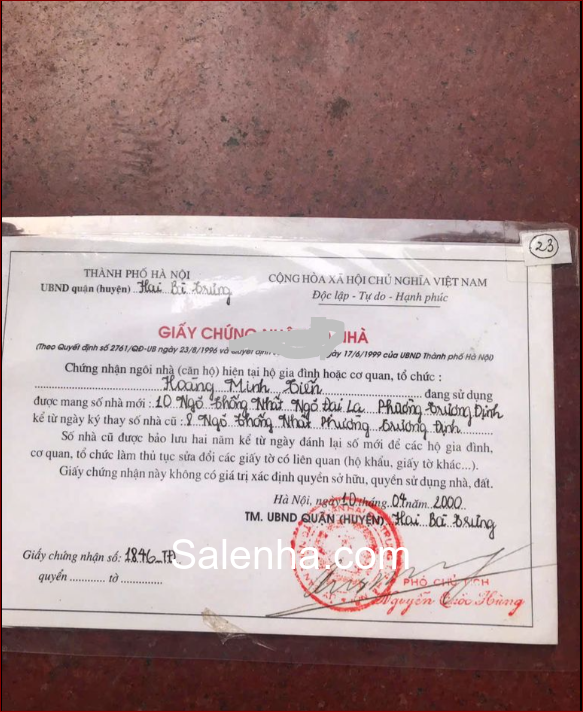 23
THÀNH PHỐ HÀ NỘI
UBND quận (huyện) Hai Bà Trưng
CỘNG HÒA XÃ HỘI CHỦ NGHĨA VIỆT NAM
Độc lập - Tự do - Hạnh phúc
GIẤY CHỨNG NHÀ
(Theo Quyết định số 2761/QĐ-UB ngày 23/8/1996 và quyết định ngày 17/6/1999 của UBND Thành phố Hà Nội)
Chứng nhận ngôi nhà (căn hộ) hiện tại hộ gia đình hoặc cơ quan, tổ chức :
Hoàng Minh Tiến đang sử dụng
được mang số nhà mới : 10 Ngõ Thống Nhất Ngõ Đại La Phường Trương Định
kể từ ngày ký thay số nhà cũ : 8 Ngõ Thống Nhất Phường Trương Định
Số nhà cũ được bảo lưu hai năm kể từ ngày đánh lại số mới để các hộ gia đình,
cơ quan, tổ chức làm thủ tục sửa đổi các giấy tờ có liên quan (hộ khẩu, giấy tờ khác...).
Giấy chứng nhận này không có giá trị xác định quyền sở hữu, quyền sử dụng nhà, đất.
Hà Nội, ngày 10 tháng 04 năm 2000
TM. UBND QUẬN (HUYỆN) Hai Bà Trưng
Salenha.com
Giấy chứng nhận số: 1846-TĐ
quyển ............ tờ ...........
PHÓ CHỦ TỊCH
Nguyễn Quốc Hùng